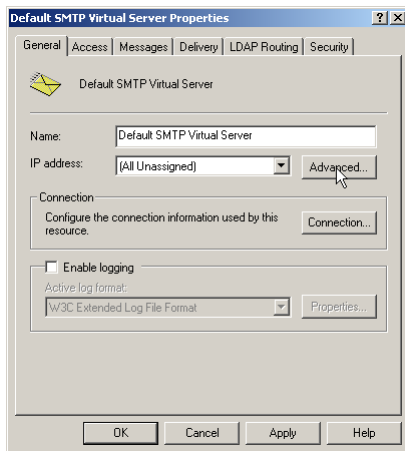 Default SMTP Virtual Server Properties
General Access Messages Delivery LDAP Routing Security
Default SMTP Virtual Server
Name: Default SMTP Virtual Server
IP address: (All Unassigned) Advanced...
Connection
Configure the connection information used by this
resource.
Connection...
Enable logging
Active log format:
W3C Extended Log File Format Properties...
OK Cancel Apply Help